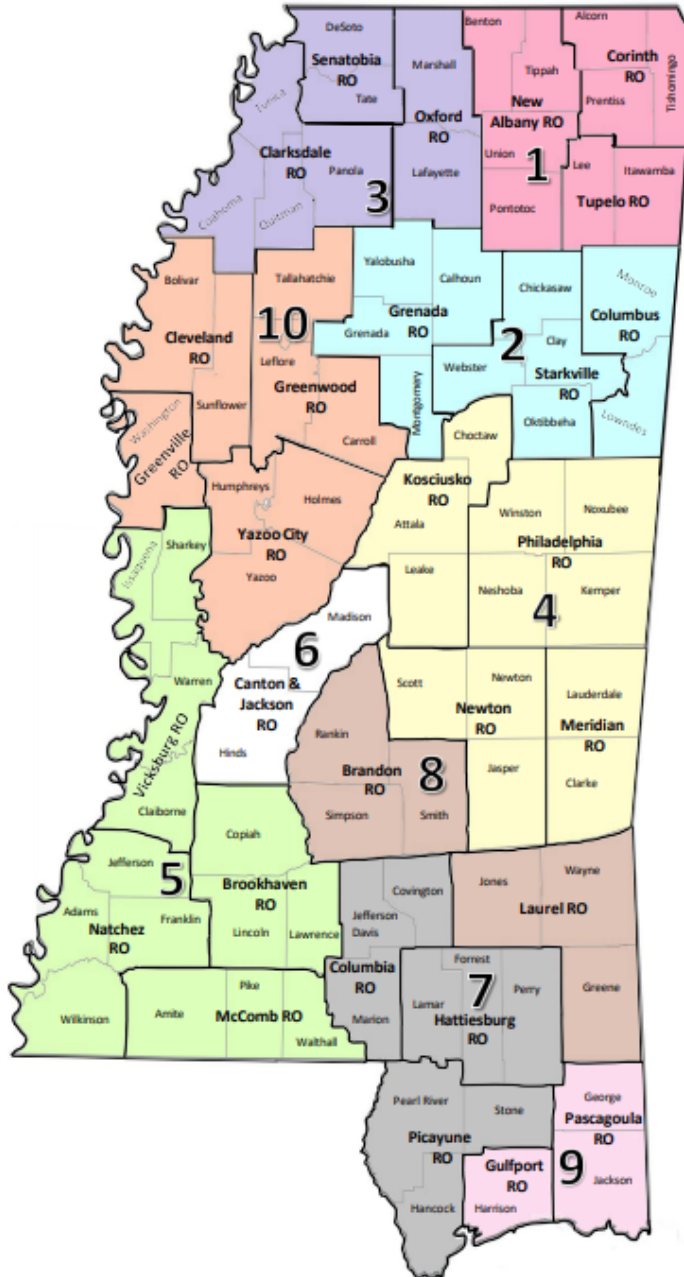 DeSoto
Senatobia
RO
Tate
Marshall
Oxford
RO
Lafayette
Benton
Tippah
New
Albany RO
Union
1
Pontotoc
Alcorn
Corinth
RO
Prentiss
Tishomingo
Lee
Itawamba
Tupelo RO
Tunica
Clarksdale
RO
Panola
3
Coahoma
Quitman
Bolivar
Cleveland
RO
Sunflower
Tallahatchie
10
Leflore
Greenwood
RO
Carroll
Washington
Greenville
RO
Humphreys
Holmes
Yazoo City
RO
Yazoo
Yalobusha
Calhoun
Grenada
RO
Grenada
Montgomery
Chickasaw
2
Clay
Webster
Starkville
RO
Oktibbeha
Monroe
Columbus
RO
Lowndes
Choctaw
Kosciusko
RO
Attala
Leake
Winston
Noxubee
Philadelphia
RO
Neshoba
Kemper
4
Scott
Newton
Newton
RO
Jasper
Lauderdale
Meridian
RO
Clarke
Issaquena
Sharkey
Warren
Vicksburg RO
Claiborne
Madison
6
Canton &
Jackson
RO
Hinds
Rankin
Brandon
RO
8
Simpson
Smith
Copiah
Brookhaven
RO
Lincoln
Lawrence
Jefferson
5
Adams
Franklin
Natchez
RO
Wilkinson
Amite
Pike
McComb RO
Walthall
Covington
Jefferson
Davis
Columbia
RO
Marion
Jones
Wayne
Laurel RO
Greene
Forrest
7
Lamar
Perry
Hattiesburg
RO
Pearl River
Stone
Picayune
RO
Hancock
George
Pascagoula
RO
9
Jackson
Gulfport
RO
Harrison